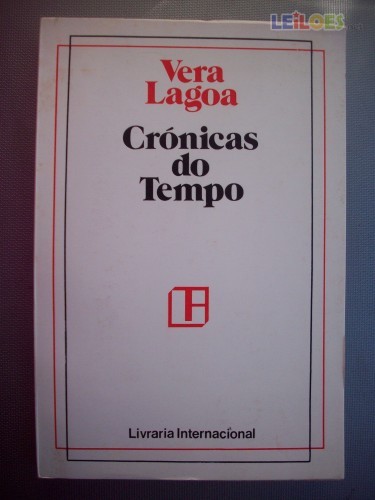 LEiLOES
Vera
Lagoa
Crónicas
do
Tempo
Livraria Internacional